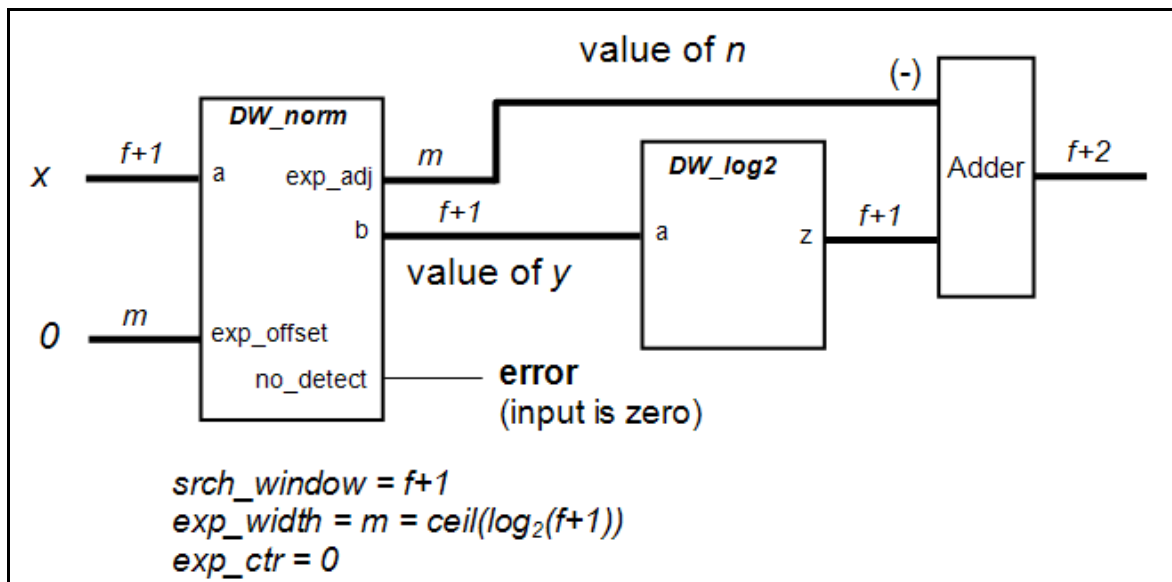 value of n
(-)
DW_norm
DW_log2
x
f+1
a
exp_adj
m
Adder
f+2
b
f+1
a
z
f+1
value of y
0
m
exp_offset
no_detect
error
(input is zero)
srch_window = f+1
exp_width = m = ceil(log₂(f+1))
exp_ctr = 0